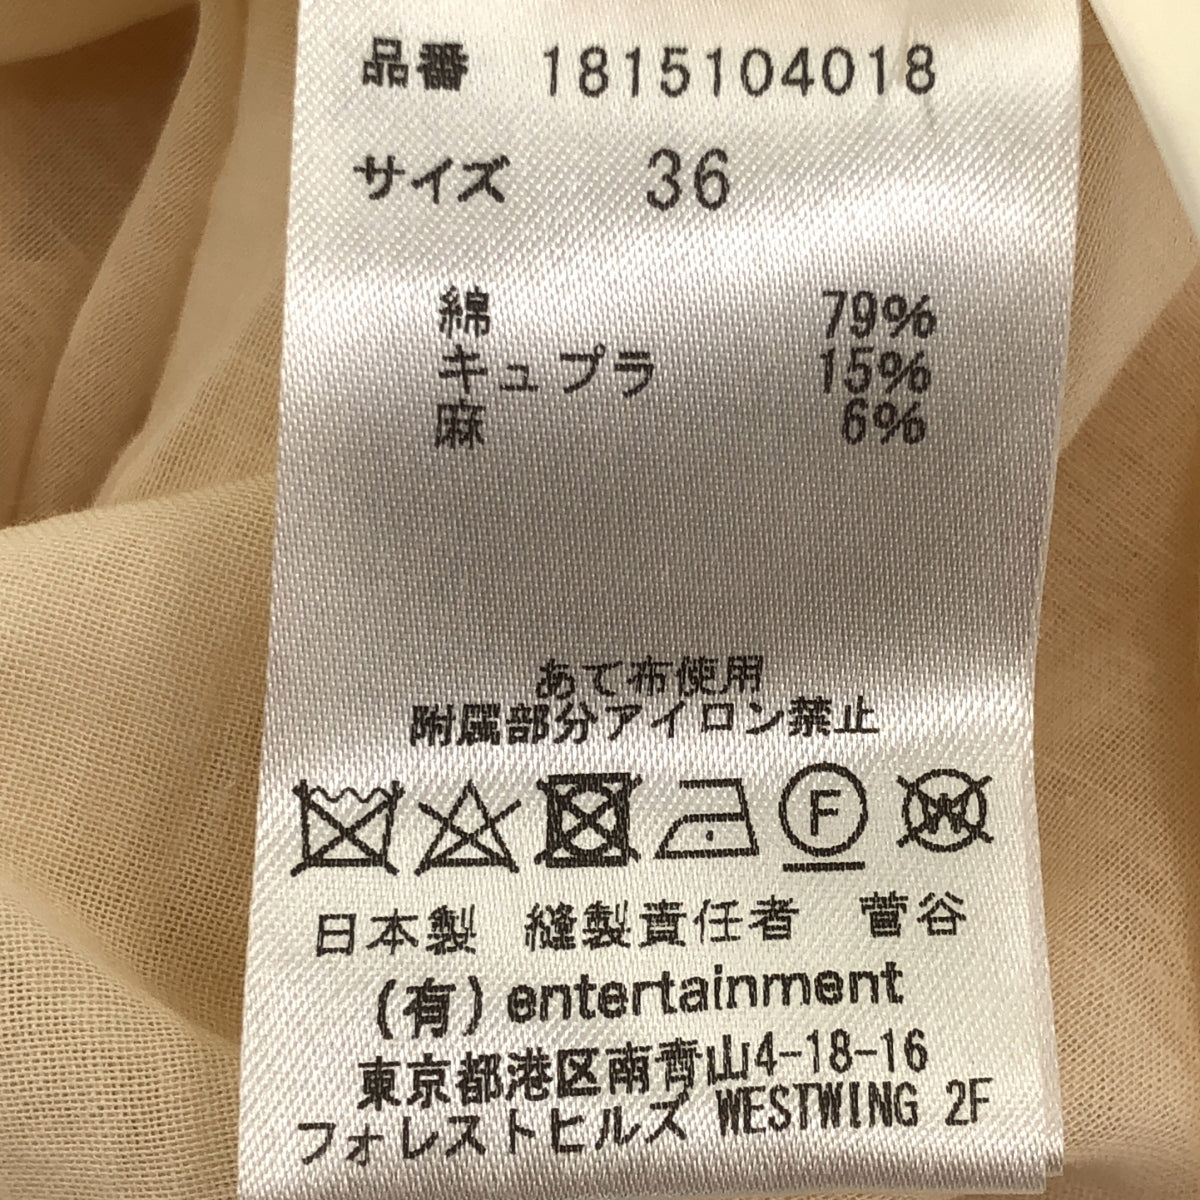 品番 1815104018
サイズ 36
綿 79%
キュプラ 15%
麻 6%
あて布使用
附属部分アイロン禁止
F W
日本製 縫製責任者 菅谷
(有) entertainment
東京都港区南青山4-18-16
フォレストヒルズ WESTWING 2F